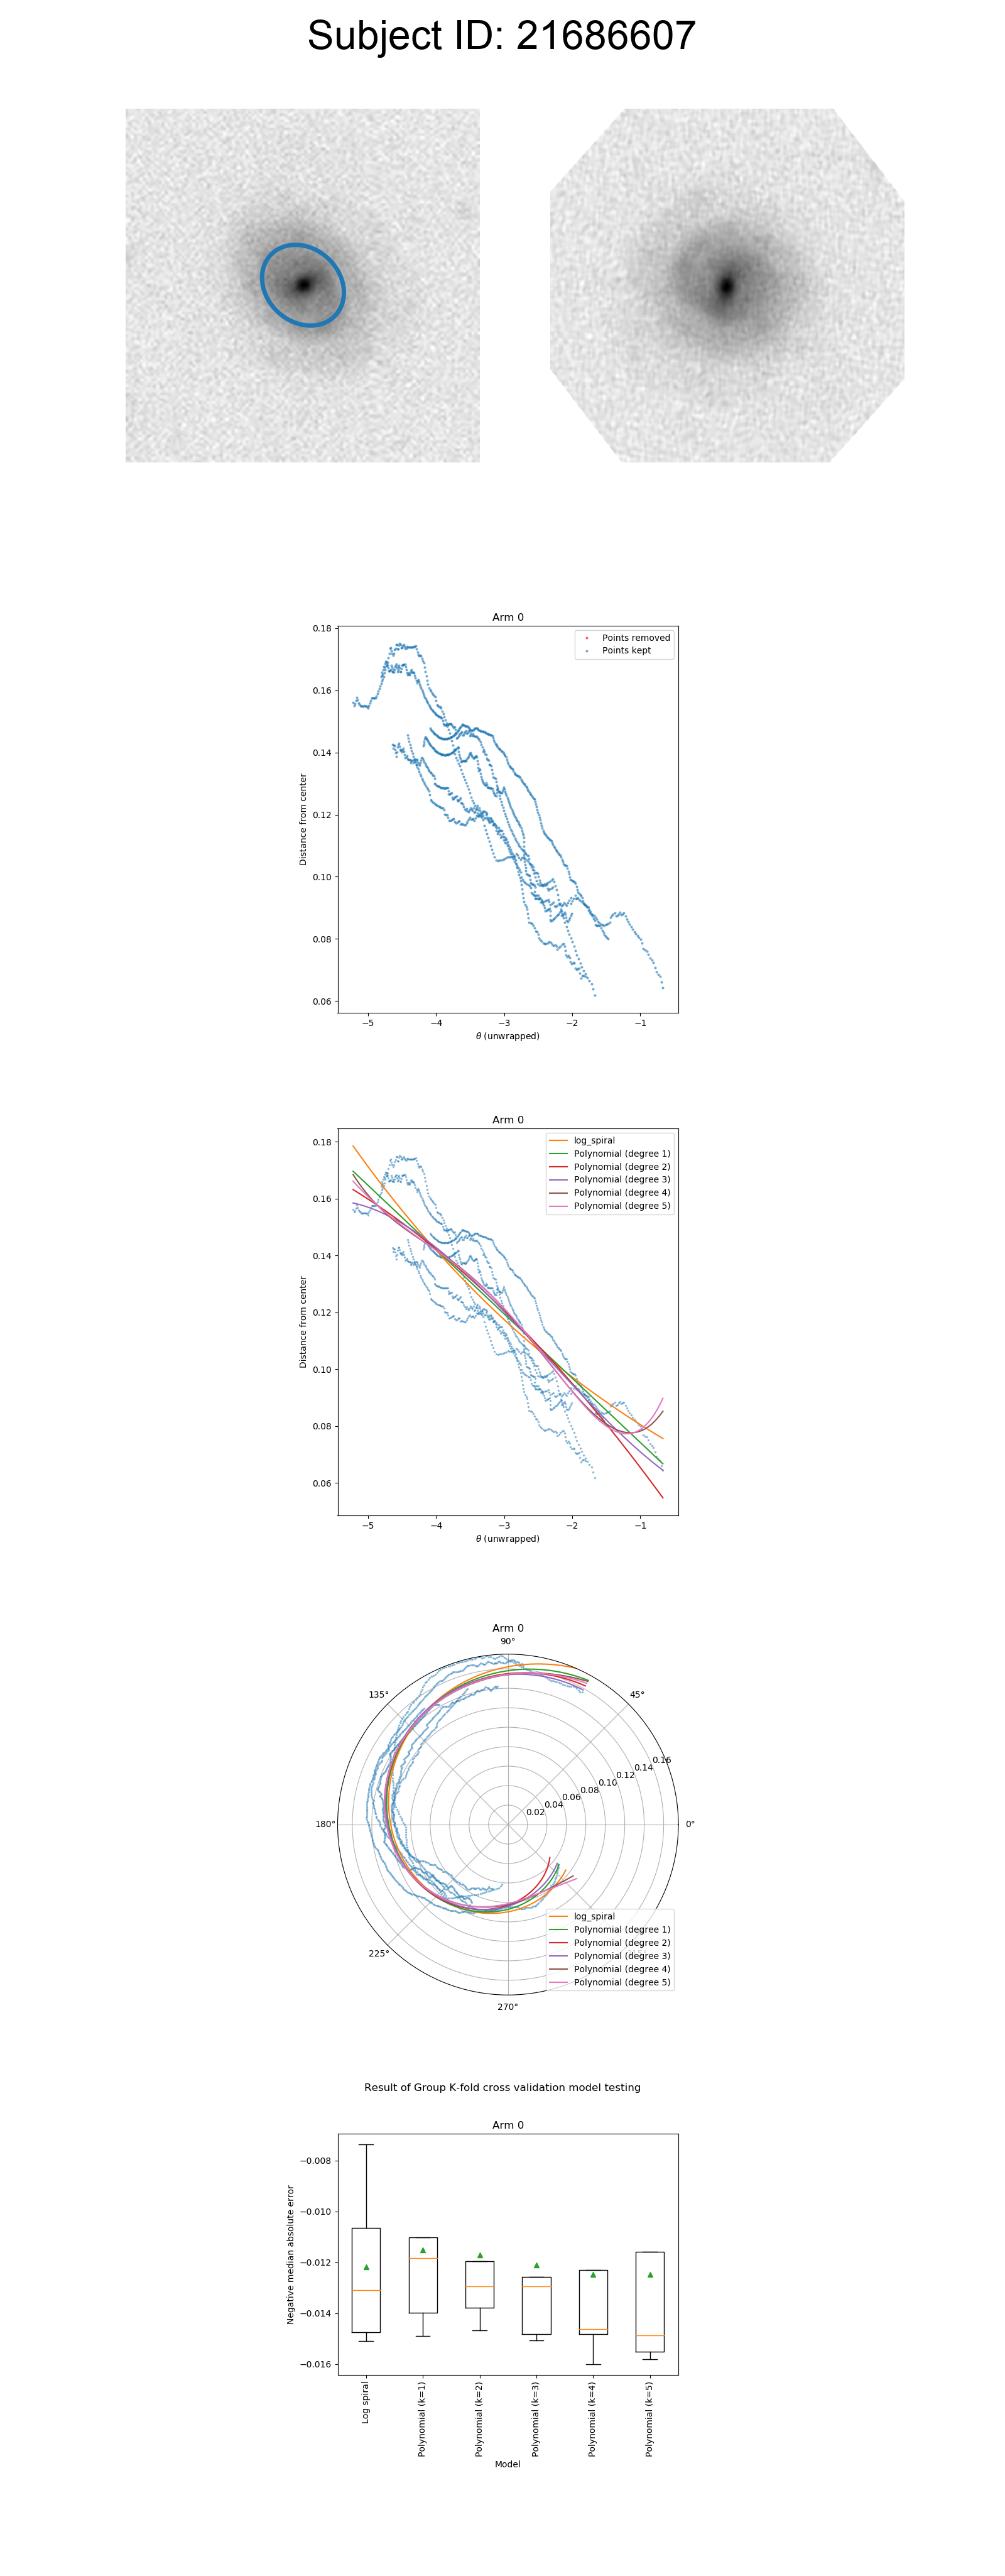 Subject ID: 21686607
Arm 0
Points removed
Points kept
0.18
0.16
0.14
0.12
0.10
0.08
0.06
Distance from center
−5
−4
−3
−2
−1
θ (unwrapped)
Arm 0
log_spiral
Polynomial (degree 1)
Polynomial (degree 2)
Polynomial (degree 3)
Polynomial (degree 4)
Polynomial (degree 5)
0.18
0.16
0.14
0.12
0.10
0.08
0.06
Distance from center
−5
−4
−3
−2
−1
θ (unwrapped)
Arm 0
90°
135°
45°
180°
0°
225°
270°
0.02
0.04
0.06
0.08
0.10
0.12
0.14
0.16
log_spiral
Polynomial (degree 1)
Polynomial (degree 2)
Polynomial (degree 3)
Polynomial (degree 4)
Polynomial (degree 5)
Result of Group K-fold cross validation model testing
Arm 0
−0.008
−0.010
−0.012
−0.014
−0.016
Negative median absolute error
Log spiral
Polynomial (k=1)
Polynomial (k=2)
Polynomial (k=3)
Polynomial (k=4)
Polynomial (k=5)
Model